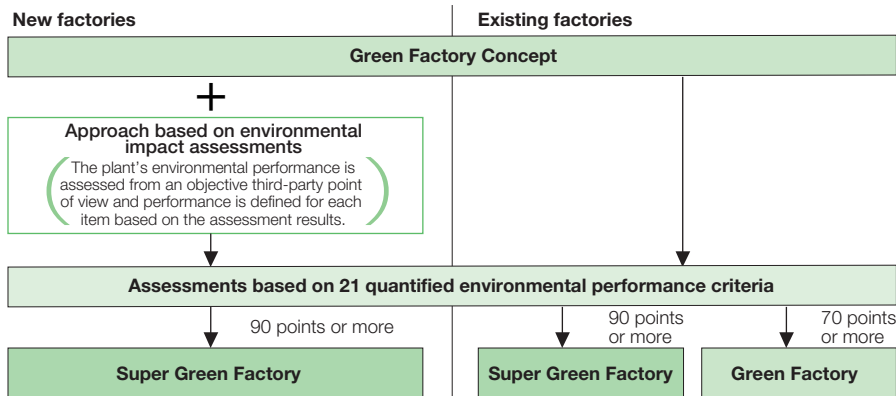 New factories
Existing factories
Green Factory Concept
+
Approach based on environmental
impact assessments
The plant's environmental performance is
assessed from an objective third-party point
of view and performance is defined for each
item based on the assessment results.
Assessments based on 21 quantified environmental performance criteria
90 points or more
90 points
or more
70 points
or more
Super Green Factory
Super Green Factory
Green Factory